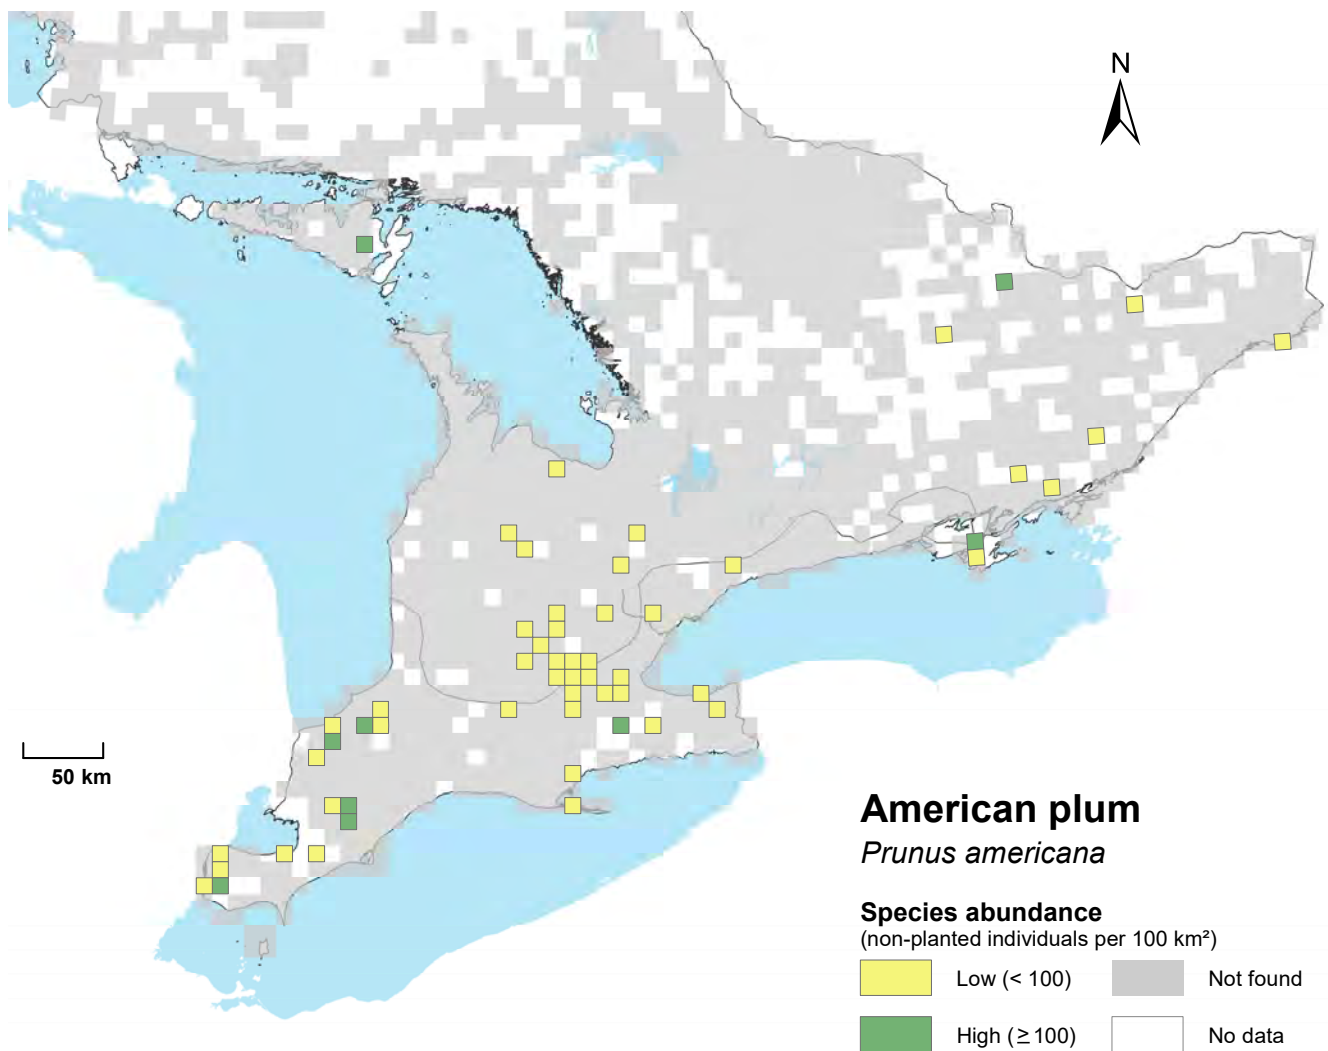 N
50 km
American plum
Prunus americana
Species abundance
(non-planted individuals per 100 km²)
Low (< 100)
Not found
High (≥100)
No data